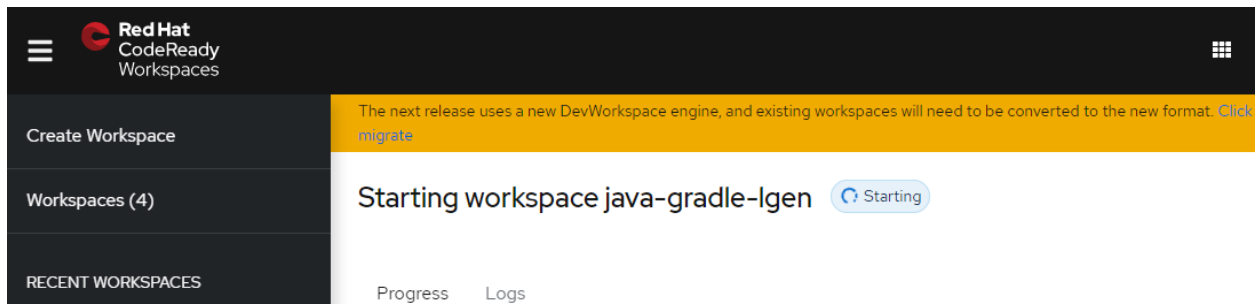 Red Hat
CodeReady
Workspaces
Create Workspace
Workspaces (4)
RECENT WORKSPACES
The next release uses a new DevWorkspace engine, and existing workspaces will need to be converted to the new format. Click
migrate
Starting workspace java-gradle-lgen
Starting
Progress Logs